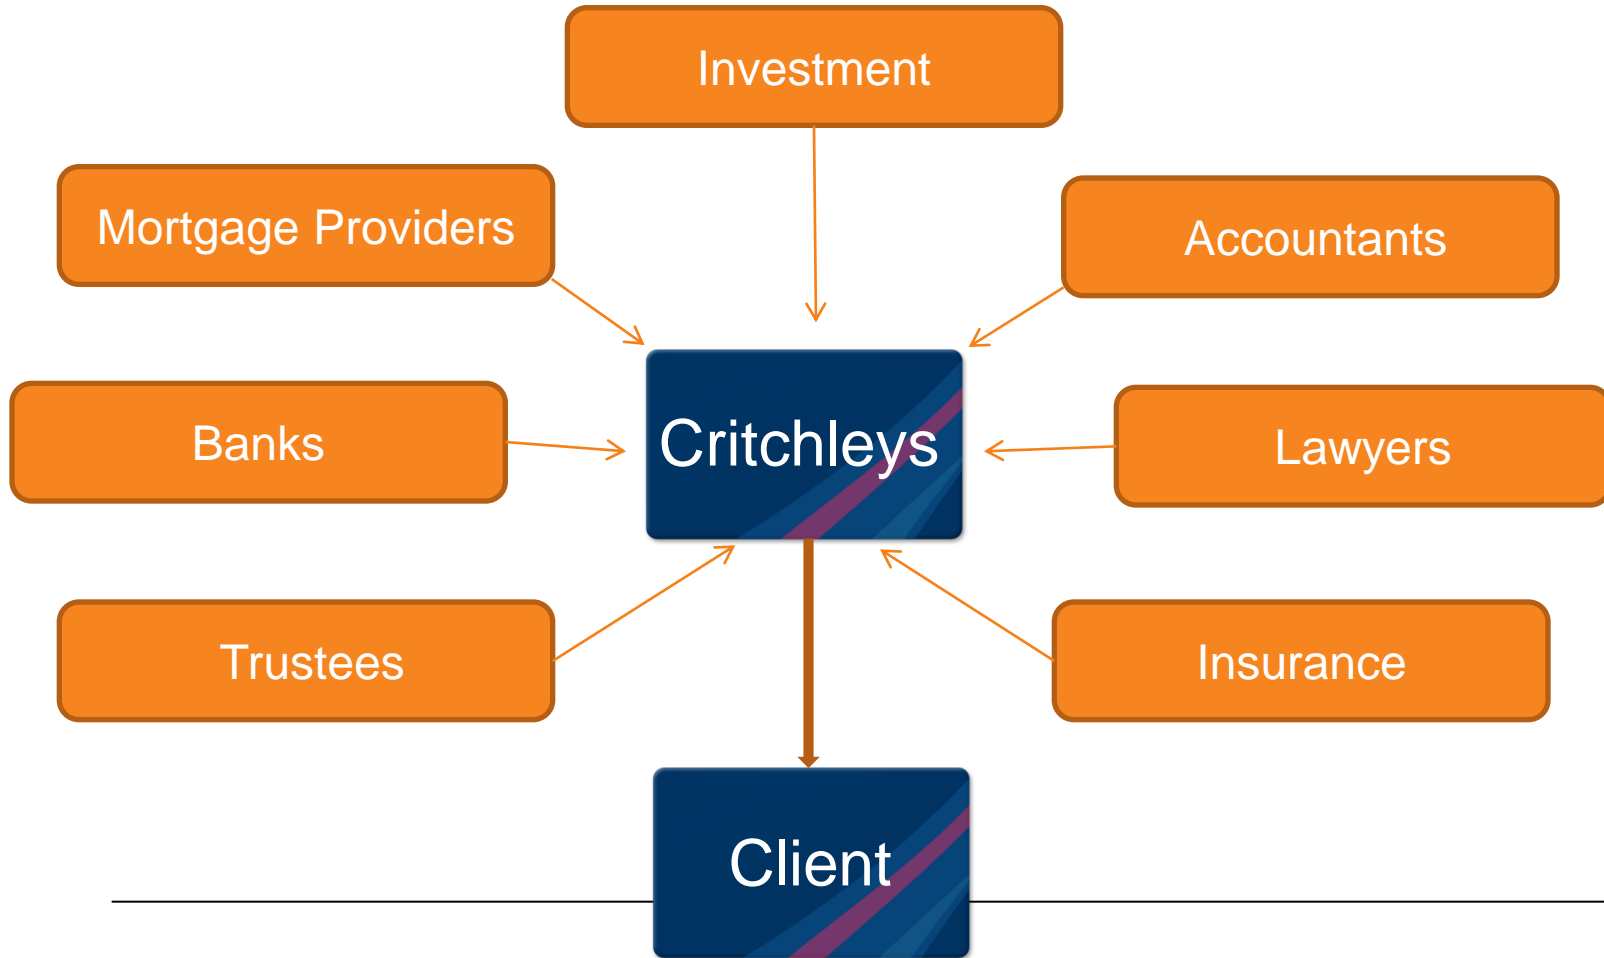 Investment
Mortgage Providers
Accountants
Banks
Critchleys
Lawyers
Trustees
Insurance
Client